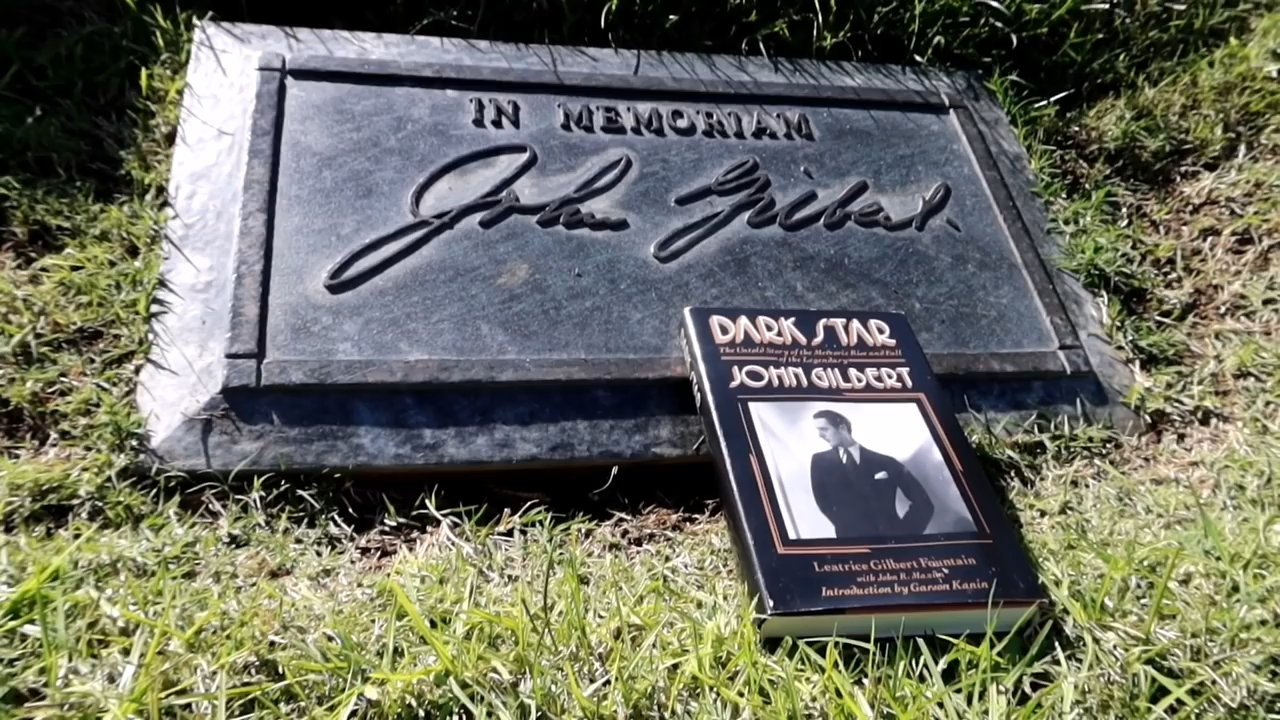 IN MEMORIAM
John Gilbert
DARK STAR
The Untold Story of the Meteoric Rise and Fall
of the Legendary
JOHN GILBERT
Leatrice Gilbert Fountain
with John R. Maxim
Introduction by Garson Kanin